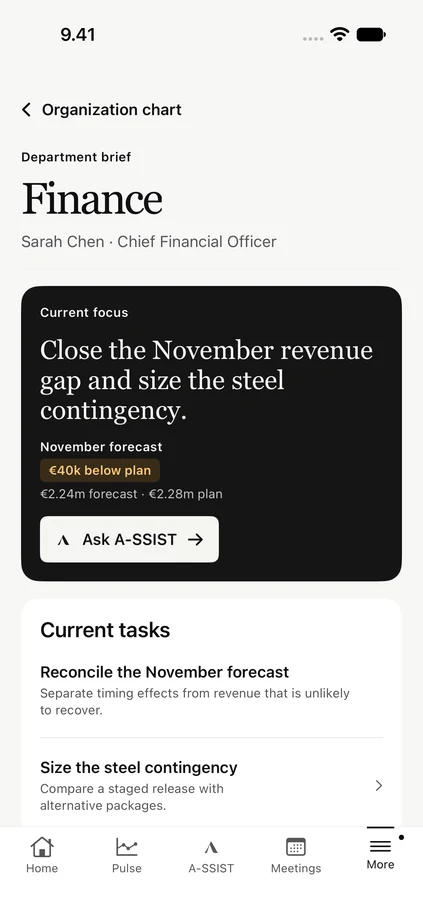 9.41
Organization chart
Department brief
Finance
Sarah Chen · Chief Financial Officer
Current focus
Close the November revenue
gap and size the steel
contingency.
November forecast
€40k below plan
€2.24m forecast · €2.28m plan
Ask A-SSIST
Current tasks
Reconcile the November forecast
Separate timing effects from revenue that is unlikely
to recover.
Size the steel contingency
Compare a staged release with
alternative packages.
Home
Pulse
A-SSIST
Meetings
More